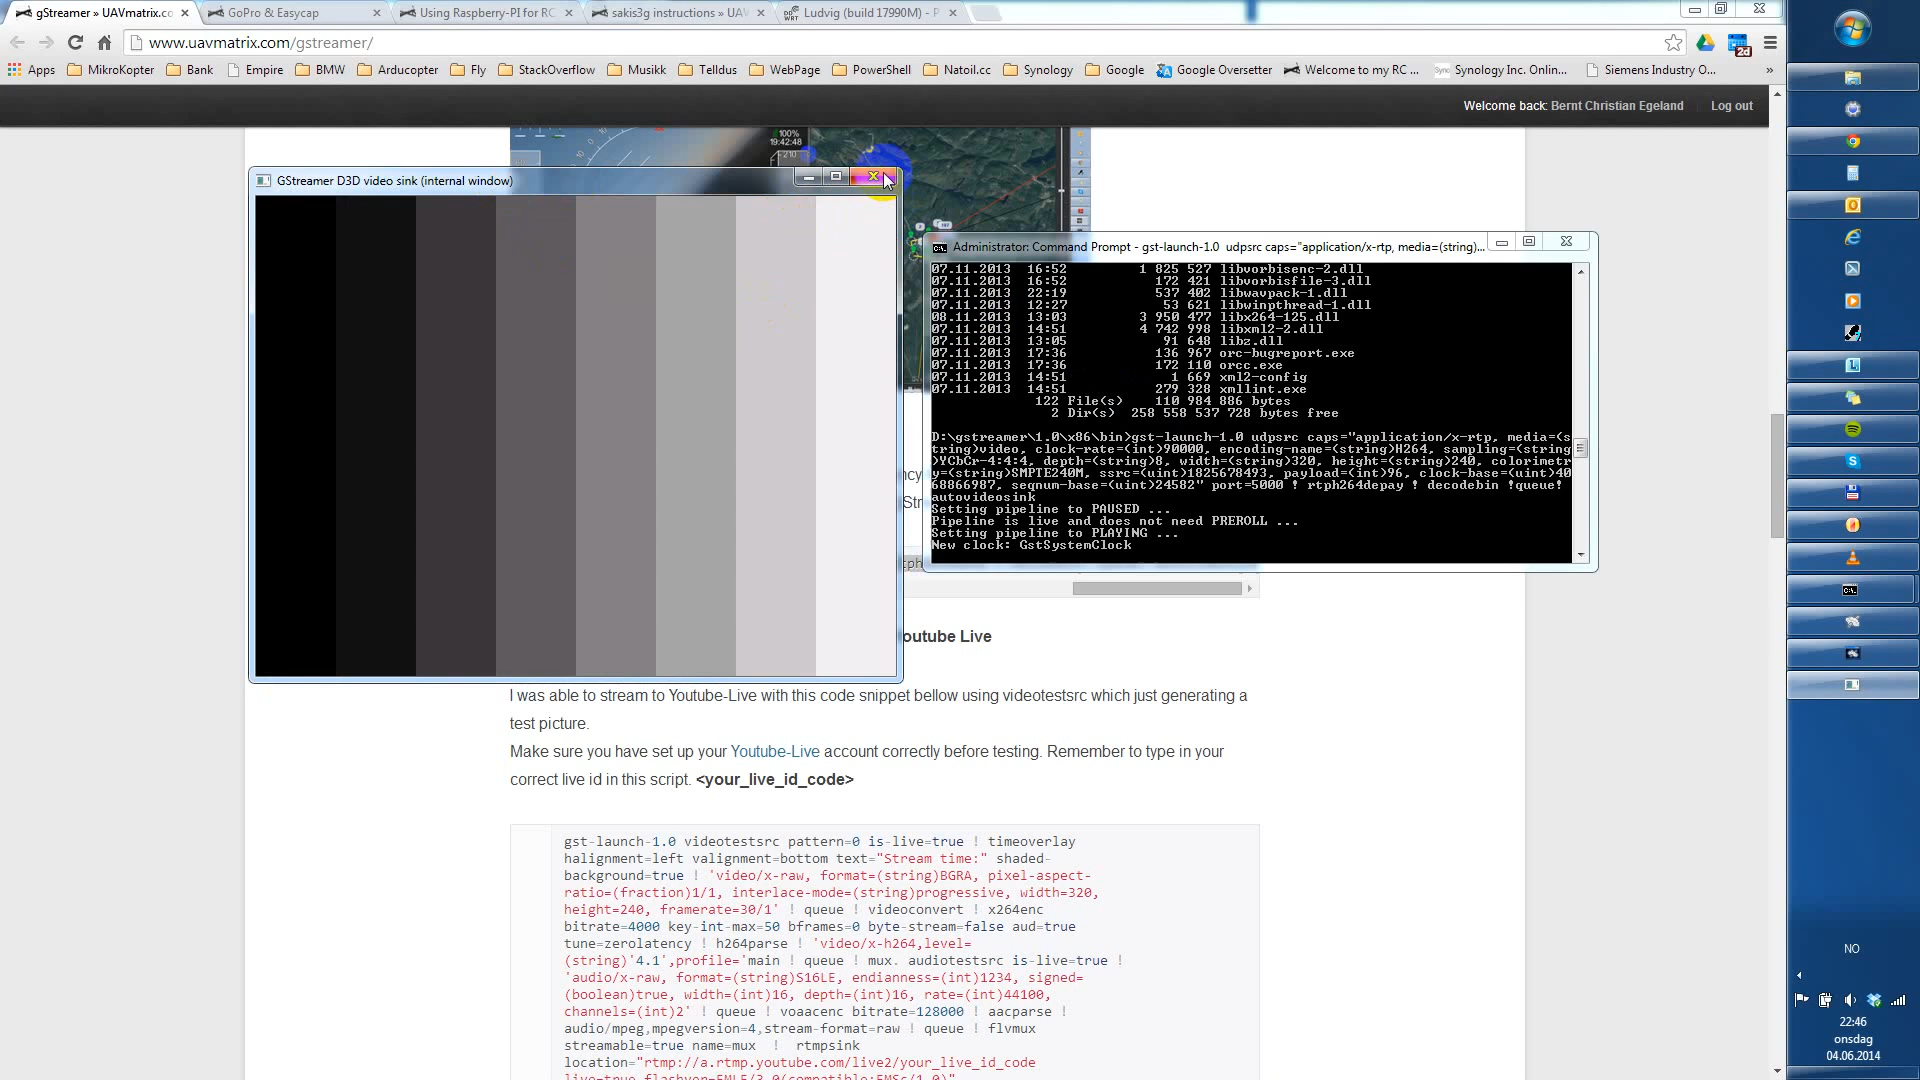 gStreamer » UAVmatrix.co
GoPro & Easycap
Using Raspberry-PI for RC
sakis3g instructions » UAV
Ludvig (build 17990M) - P
www.uavmatrix.com/gstreamer/
Apps
MikroKopter
Bank
Empire
BMW
Arducopter
Fly
StackOverflow
Musikk
Telldus
WebPage
PowerShell
Natoil.cc
Synology
Google
Google Oversetter
Welcome to my RC ...
Synology Inc. Onlin...
Siemens Industry O...
»
Welcome back: Bernt Christian Egeland
Log out
100%
19:42:48
GStreamer D3D video sink (internal window)
Administrator: Command Prompt - gst-launch-1.0 udpsrc caps="application/x-rtp, media=(string)...
07.11.2013 16:52 1 825 527 libvorbisenc-2.dll
07.11.2013 16:52 172 421 libvorbisfile-3.dll
07.11.2013 22:19 537 402 libwavpack-1.dll
07.11.2013 12:27 53 621 libwinpthread-1.dll
08.11.2013 13:03 3 950 477 libx264-125.dll
07.11.2013 14:51 4 742 998 libxml2-2.dll
07.11.2013 13:05 91 648 libz.dll
07.11.2013 17:36 136 967 orc-bugreport.exe
07.11.2013 17:36 172 110 orcc.exe
07.11.2013 14:51 1 669 xml2-config
07.11.2013 14:51 279 328 xmllint.exe
122 File(s) 110 984 886 bytes
2 Dir(s) 258 558 537 728 bytes free
D:\gstreamer\1.0\x86\bin>gst-launch-1.0 udpsrc caps="application/x-rtp, media=(s
tring)video, clock-rate=(int)90000, encoding-name=(string)H264, sampling=(string
)YCbCr-4:4:4, depth=(string)8, width=(string)320, height=(string)240, colorimetr
y=(string)SMPTE240M, ssrc=(uint)1825678493, payload=(int)96, clock-base=(uint)40
68866987, seqnum-base=(uint)24582" port=5000 ! rtph264depay ! decodebin !queue!
autovideosink
Setting pipeline to PAUSED ...
Pipeline is live and does not need PREROLL ...
Setting pipeline to PLAYING ...
New clock: GstSystemClock
outube Live
I was able to stream to Youtube-Live with this code snippet bellow using videotestsrc which just generating a
test picture.
Make sure you have set up your Youtube-Live account correctly before testing. Remember to type in your
correct live id in this script. <your_live_id_code>
gst-launch-1.0 videotestsrc pattern=0 is-live=true ! timeoverlay
halignment=left valignment=bottom text="Stream time:" shaded-
background=true ! 'video/x-raw, format=(string)BGRA, pixel-aspect-
ratio=(fraction)1/1, interlace-mode=(string)progressive, width=320,
height=240, framerate=30/1' ! queue ! videoconvert ! x264enc
bitrate=4000 key-int-max=50 bframes=0 byte-stream=false aud=true
tune=zerolatency ! h264parse ! 'video/x-h264,level=
(string)'4.1',profile='main ! queue ! mux. audiotestsrc is-live=true !
'audio/x-raw, format=(string)S16LE, endianness=(int)1234, signed=
(boolean)true, width=(int)16, depth=(int)16, rate=(int)44100,
channels=(int)2' ! queue ! voaacenc bitrate=128000 ! aacparse !
audio/mpeg,mpegversion=4,stream-format=raw ! queue ! flvmux
streamable=true name=mux ! rtmpsink
location="rtmp://a.rtmp.youtube.com/live2/your_live_id_code
NO
22:46
onsdag
04.06.2014